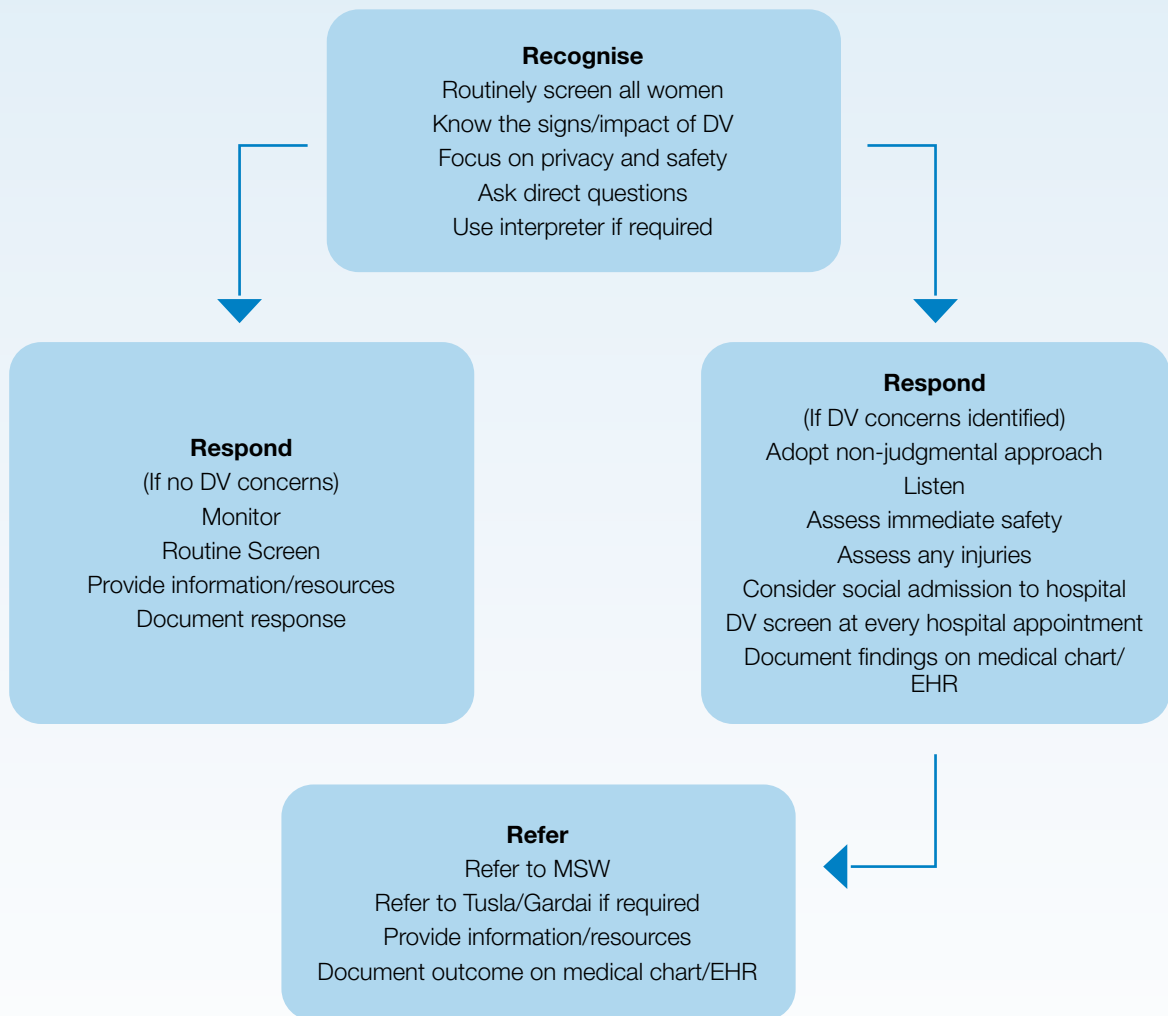 Recognise
Routinely screen all women
Know the signs/impact of DV
Focus on privacy and safety
Ask direct questions
Use interpreter if required
Respond
(If no DV concerns)
Monitor
Routine Screen
Provide information/resources
Document response
Respond
(If DV concerns identified)
Adopt non-judgmental approach
Listen
Assess immediate safety
Assess any injuries
Consider social admission to hospital
DV screen at every hospital appointment
Document findings on medical chart/
EHR
Refer
Refer to MSW
Refer to Tusla/Gardai if required
Provide information/resources
Document outcome on medical chart/EHR